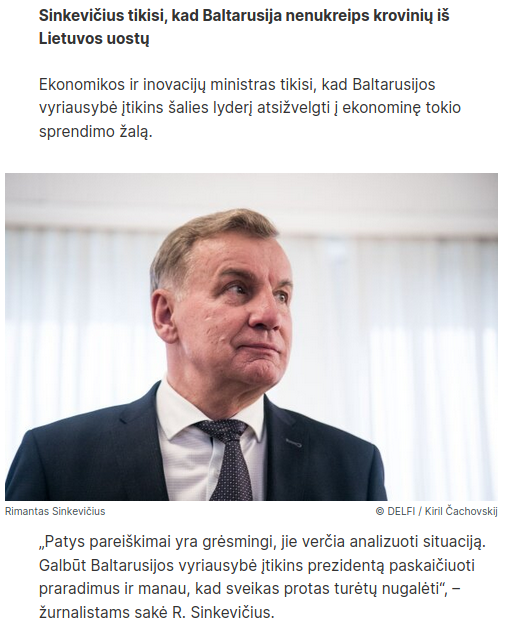 Sinkevičius tikisi, kad Baltarusija nenukreips krovinių iš
Lietuvos uostų
Ekonomikos ir inovacijų ministras tikisi, kad Baltarusijos
vyriausybė įtikins šalies lyderį atsižvelgti į ekonominę tokio
sprendimo žalą.
Rimantas Sinkevičius
© DELFI / Kiril Čachovskij
„Patys pareiškimai yra grėsmingi, jie verčia analizuoti situaciją.
Galbūt Baltarusijos vyriausybė įtikins prezidentą paskaičiuoti
praradimus ir manau, kad sveikas protas turėtų nugalėti“, –
žurnalistams sakė R. Sinkevičius.